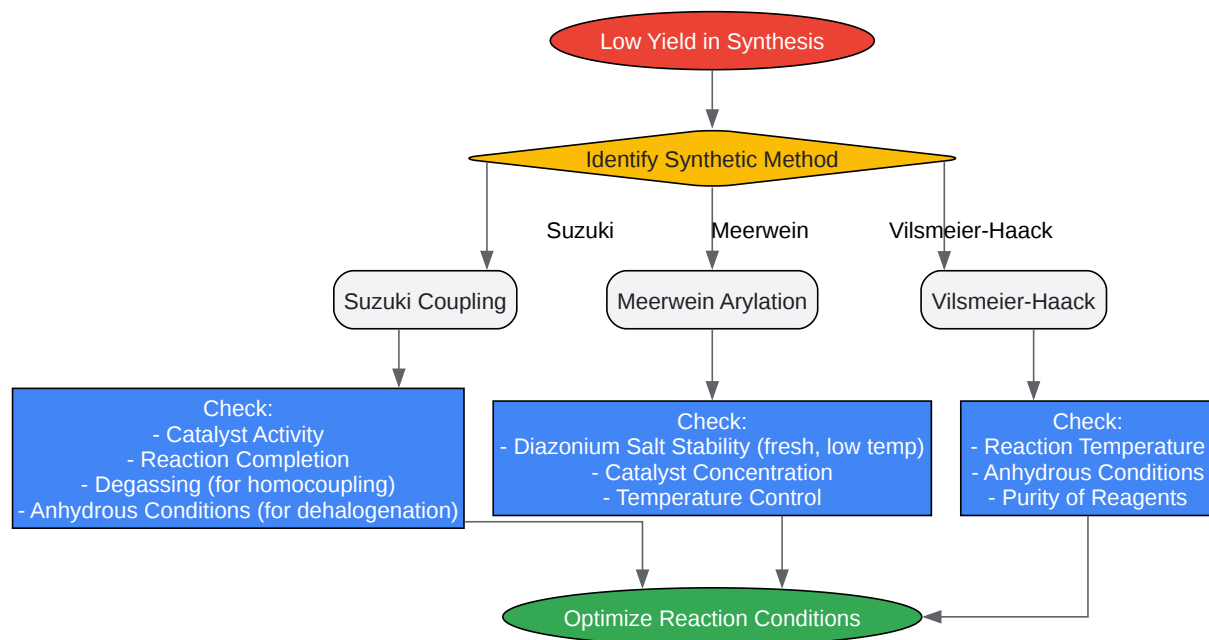 Low Yield in Synthesis
Identify Synthetic Method
Suzuki
Meerwein
Vilsmeier-Haack
Suzuki Coupling
Meerwein Arylation
Vilsmeier-Haack
Check:
- Catalyst Activity
- Reaction Completion
- Degassing (for homocoupling)
- Anhydrous Conditions (for dehalogenation)
Check:
- Diazonium Salt Stability (fresh, low temp)
- Catalyst Concentration
- Temperature Control
Check:
- Reaction Temperature
- Anhydrous Conditions
- Purity of Reagents
Optimize Reaction Conditions